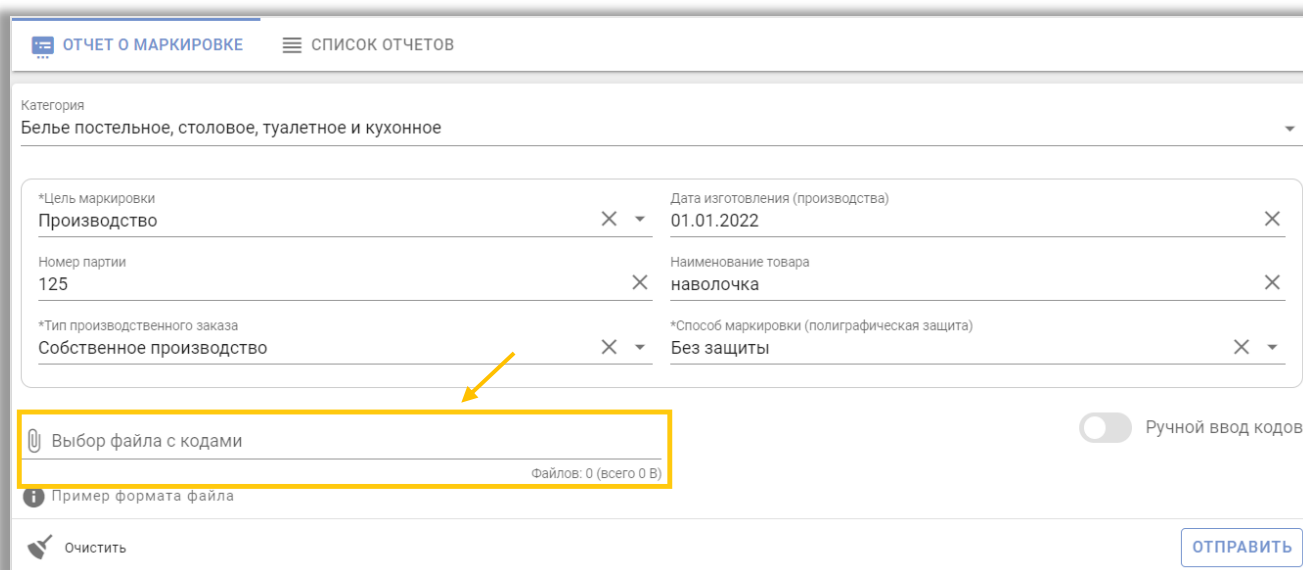 ОТЧЕТ О МАРКИРОВКЕ СПИСОК ОТЧЕТОВ
Категория
Белье постельное, столовое, туалетное и кухонное
*Цель маркировки Дата изготовления (производства)
Производство 01.01.2022
Номер партии Наименование товара
125 наволочка
*Тип производственного заказа *Способ маркировки (полиграфическая защита)
Собственное производство Без защиты
Выбор файла с кодами Ручной ввод кодов
Файлов: 0 (всего 0 B)
Пример формата файла
Очистить ОТПРАВИТЬ